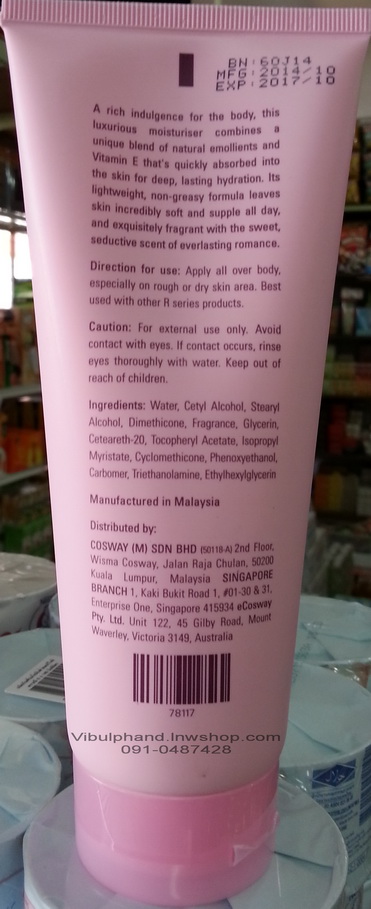 BN:60J14
MFG:2014/10
EXP:2017/10
A rich indulgence for the body, this
luxurious moisturiser combines a
unique blend of natural emollients and
Vitamin E that's quickly absorbed into
the skin for deep, lasting hydration. Its
lightweight, non-greasy formula leaves
skin incredibly soft and supple all day,
and exquisitely fragrant with the sweet,
seductive scent of everlasting romance.
Direction for use: Apply all over body,
especially on rough or dry skin area. Best
used with other R series products.
Caution: For external use only. Avoid
contact with eyes. If contact occurs, rinse
eyes thoroughly with water. Keep out of
reach of children.
Ingredients: Water, Cetyl Alcohol, Stearyl
Alcohol, Dimethicone, Fragrance, Glycerin,
Ceteareth-20, Tocopheryl Acetate, Isopropyl
Myristate, Cyclomethicone, Phenoxyethanol,
Carbomer, Triethanolamine, Ethylhexylglycerin
Manufactured in Malaysia
Distributed by:
COSWAY (M) SDN BHD (50118-A) 2nd Floor,
Wisma Cosway, Jalan Raja Chulan, 50200
Kuala Lumpur, Malaysia SINGAPORE
BRANCH 1, Kaki Bukit Road 1, #01-30 & 31,
Enterprise One, Singapore 415934 eCosway
Pty. Ltd. Unit 122, 45 Gilby Road, Mount
Waverley, Victoria 3149, Australia
78117
Vibulphand.lnwshop.com
091-0487428